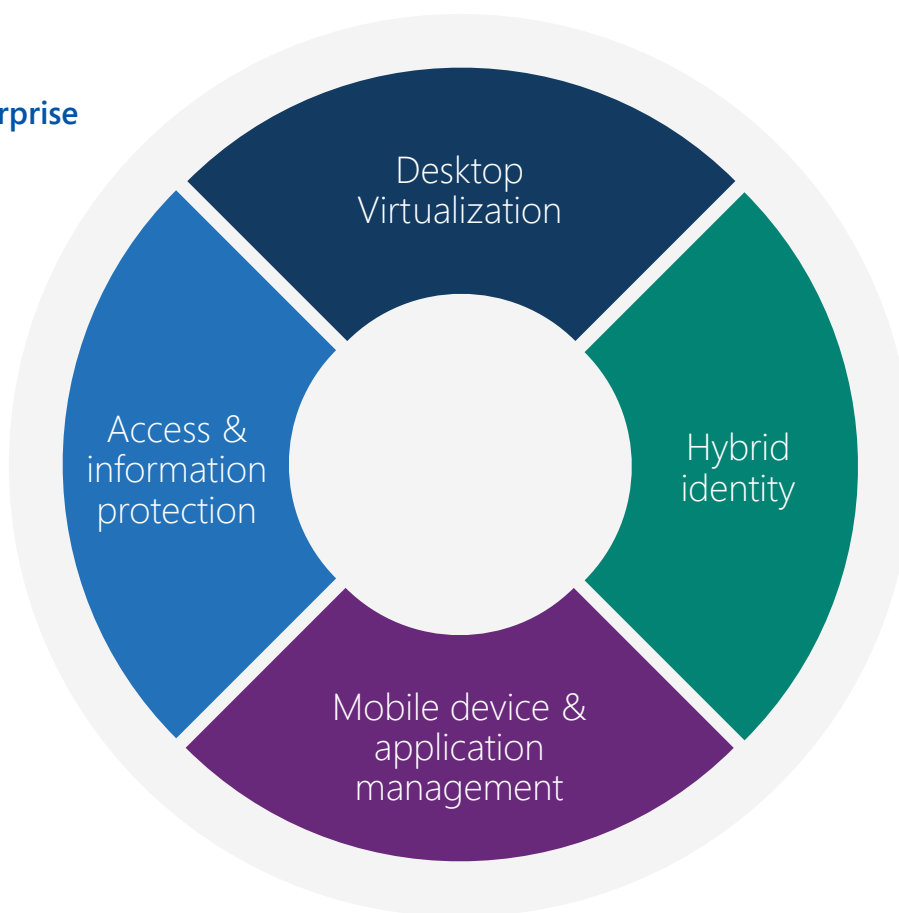 rprise
Desktop
Virtualization
Access &
information
protection
Hybrid
identity
Mobile device &
application
management